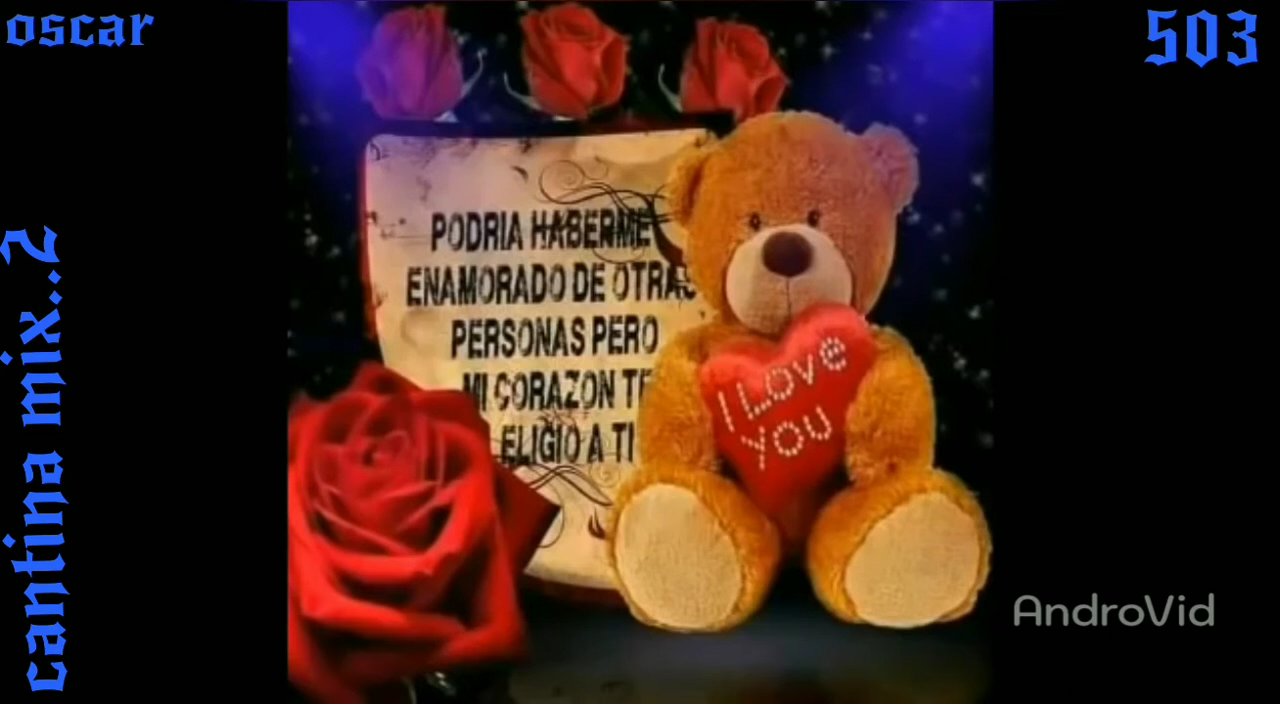 oscar
503
cantina mix..2
PODRIA HABERME
ENAMORADO DE OTRAS
PERSONAS PERO
MI CORAZON TE
ELIGIO A TI
I Love
You
AndroVid